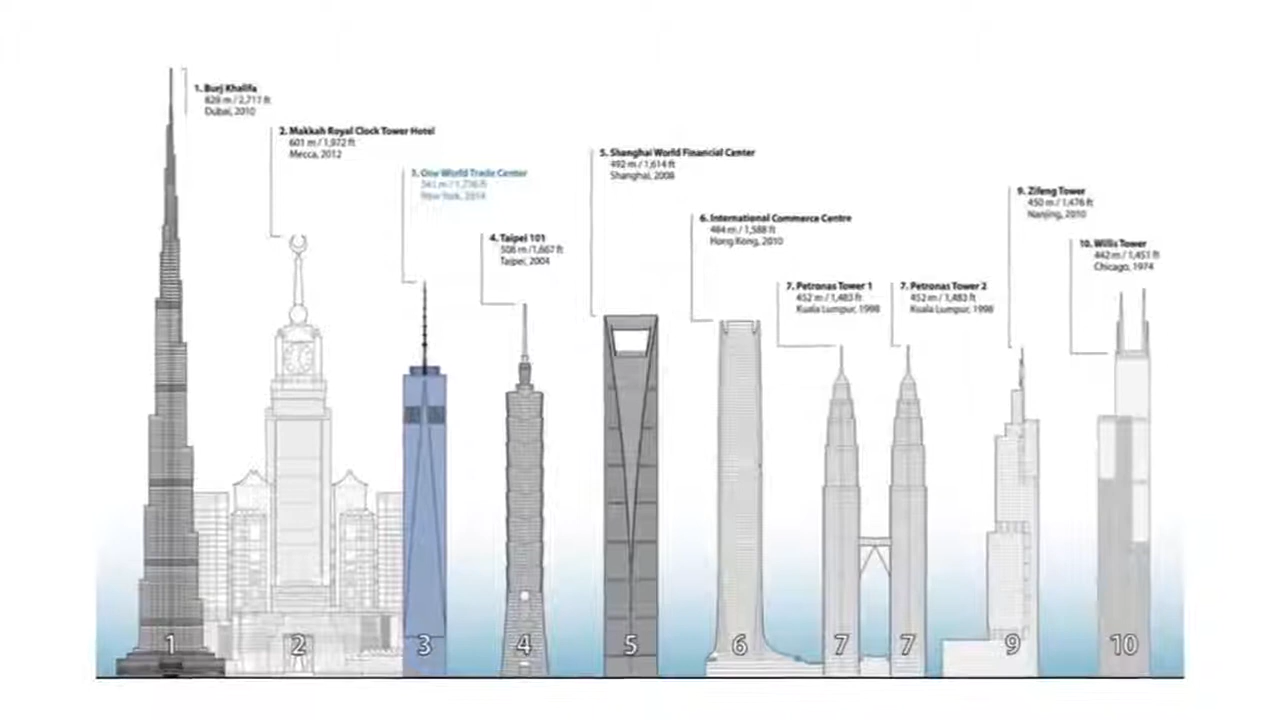 1. Burj Khalifa
828 m / 2,717 ft
Dubai, 2010
2. Makkah Royal Clock Tower Hotel
601 m / 1,972 ft
Mecca, 2012
3. One World Trade Center
541 m / 1,776 ft
New York, 2014
4. Taipei 101
508 m /1,667 ft
Taipei, 2004
5. Shanghai World Financial Center
492 m / 1,614 ft
Shanghai, 2008
6. International Commerce Centre
484 m / 1,588 ft
Hong Kong, 2010
7. Petronas Tower 1
452 m / 1,483 ft
Kuala Lumpur, 1998
7. Petronas Tower 2
452 m / 1,483 ft
Kuala Lumpur, 1998
9. Zifeng Tower
450 m / 1,476 ft
Nanjing, 2010
10. Willis Tower
442 m / 1,451 ft
Chicago, 1974
1
2
3
4
5
6
7
7
9
10